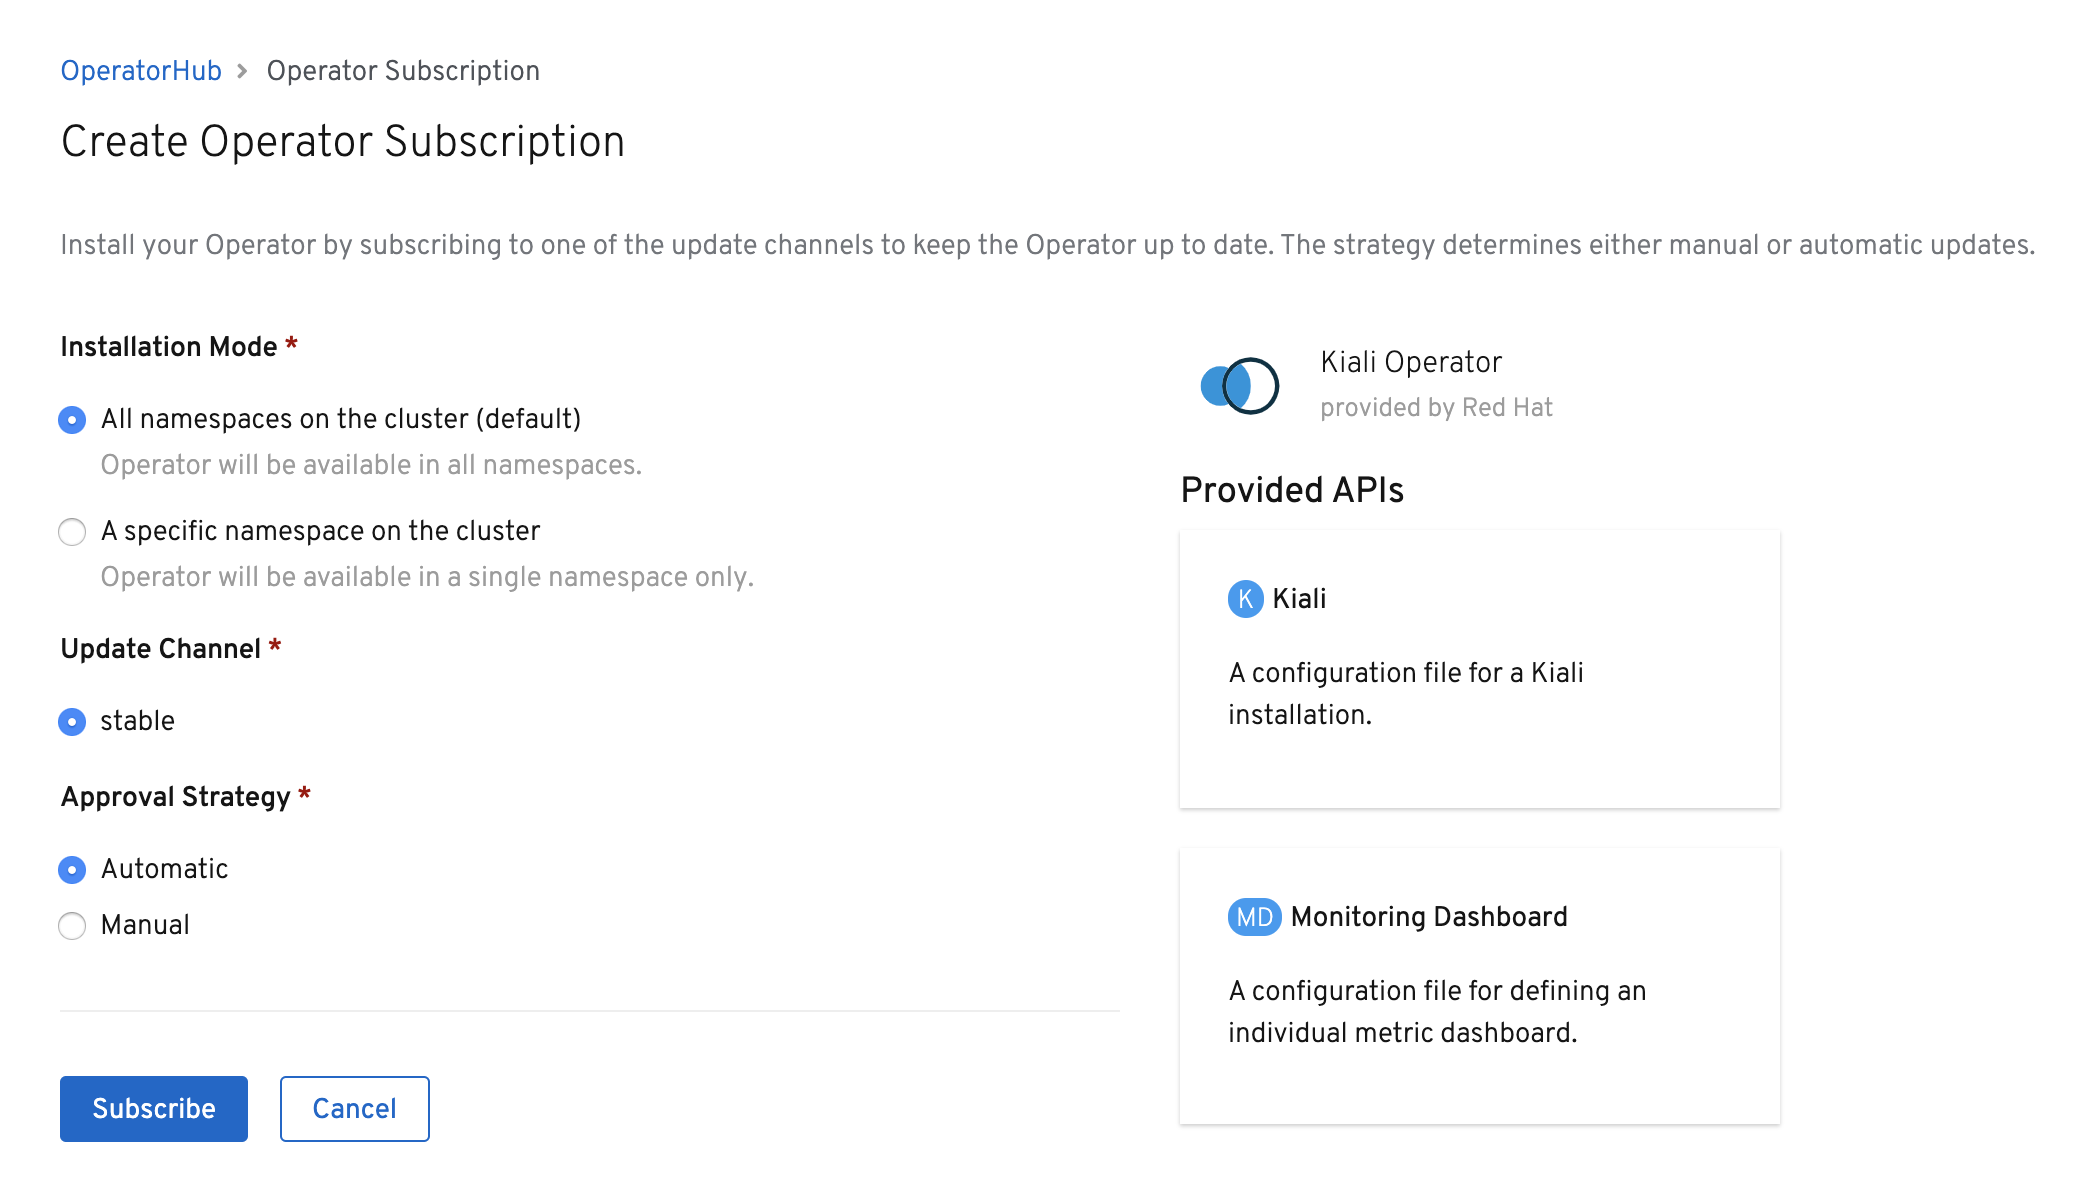 OperatorHub > Operator Subscription
Create Operator Subscription
Install your Operator by subscribing to one of the update channels to keep the Operator up to date. The strategy determines either manual or automatic updates.
Installation Mode *
All namespaces on the cluster (default)
Operator will be available in all namespaces.
A specific namespace on the cluster
Operator will be available in a single namespace only.
Update Channel *
stable
Approval Strategy *
Automatic
Manual
Subscribe
Cancel
Kiali Operator
provided by Red Hat
Provided APIs
K Kiali
A configuration file for a Kiali
installation.
MD Monitoring Dashboard
A configuration file for defining an
individual metric dashboard.